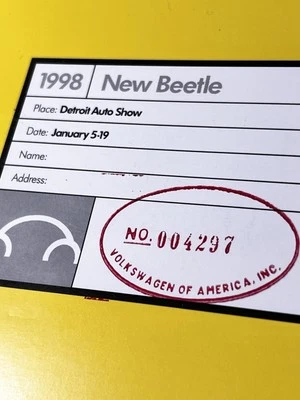 1998 New Beetle
Place: Detroit Auto Show
Date: January 5-19
Name:
Address:
NO. 004297
VOLKSWAGEN OF AMERICA, INC.